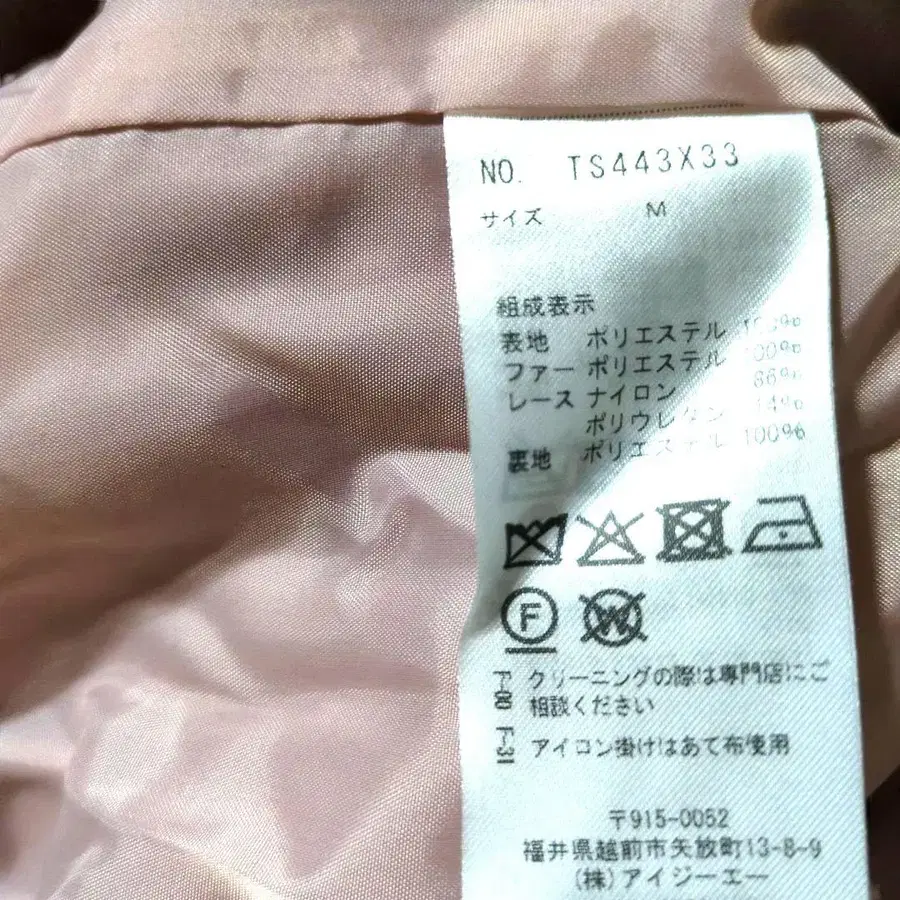 NO. TS443X33
サイズ M
組成表示
表地 ポリエステル 100%
ファー ポリエステル 100%
レース ナイロン 86%
ポリウレタン 14%
裏地 ポリエステル 100%
F W
クリーニングの際は専門店にご
相談ください
アイロン掛けはあて布使用
〒915-0052
福井県越前市矢放町13-8-9
(株)アイジーエー